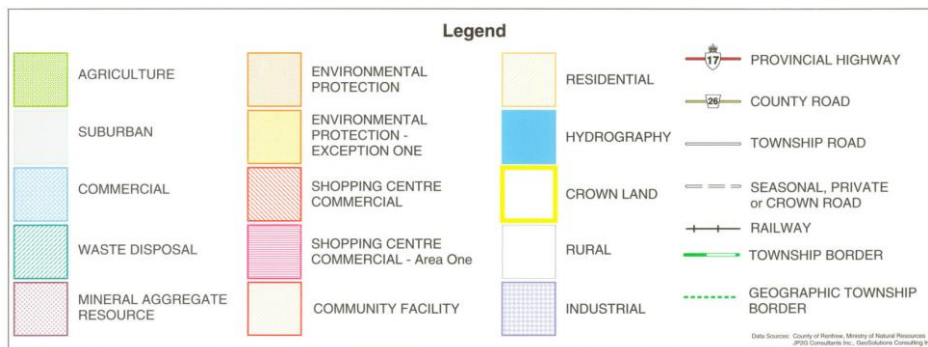 Legend
AGRICULTURE
SUBURBAN
COMMERCIAL
WASTE DISPOSAL
MINERAL AGGREGATE
RESOURCE
ENVIRONMENTAL
PROTECTION
ENVIRONMENTAL
PROTECTION -
EXCEPTION ONE
SHOPPING CENTRE
COMMERCIAL
SHOPPING CENTRE
COMMERCIAL - Area One
COMMUNITY FACILITY
RESIDENTIAL
HYDROGRAPHY
CROWN LAND
RURAL
INDUSTRIAL
17 PROVINCIAL HIGHWAY
26 COUNTY ROAD
TOWNSHIP ROAD
SEASONAL, PRIVATE
or CROWN ROAD
RAILWAY
TOWNSHIP BORDER
GEOGRAPHIC TOWNSHIP
BORDER
Data Sources: County of Renfrew, Ministry of Natural Resources
JP2G Consultants Inc., GeoSolutions Consulting In